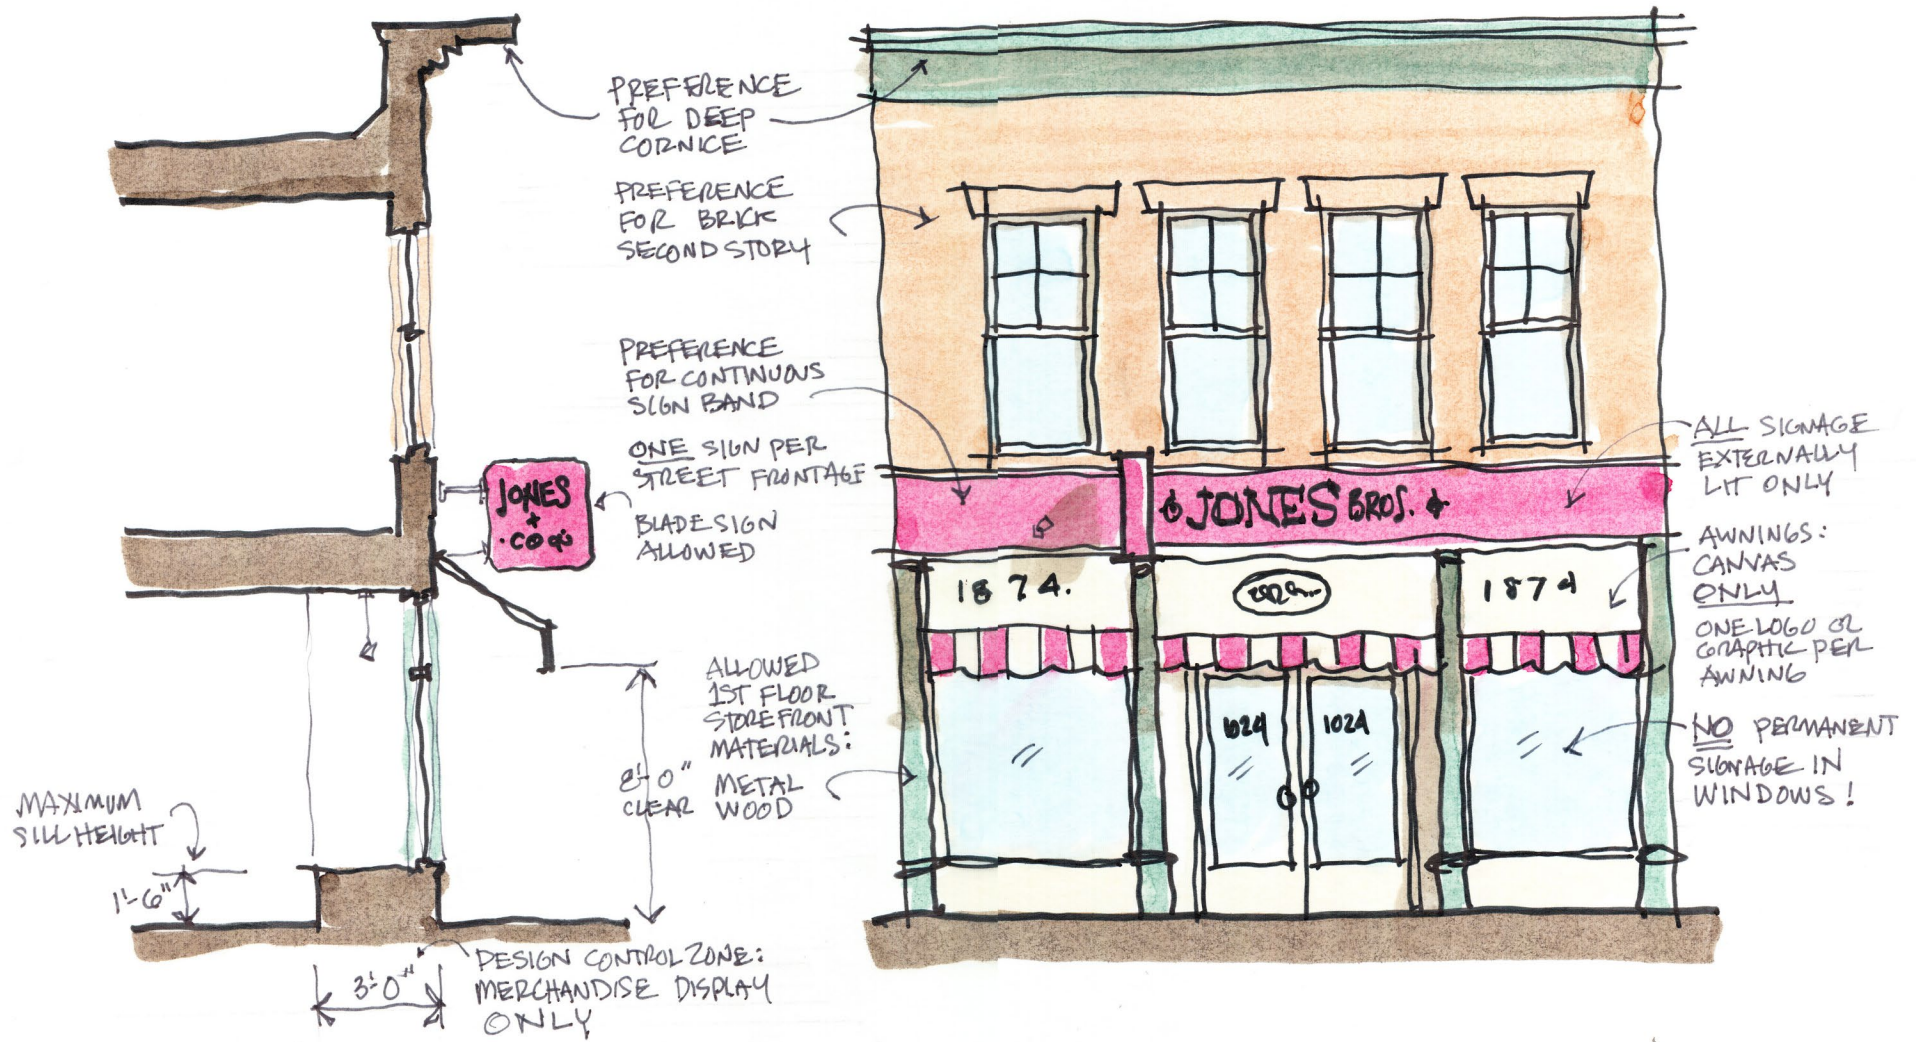 PREFERENCE
FOR DEEP
CORNICE
PREFERENCE
FOR BRICK
SECOND STORY
PREFERENCE
FOR CONTINUOUS
SIGN BAND
ONE SIGN PER
STREET FRONTAGE
BLADE SIGN
ALLOWED
JONES
+
CO
ALLOWED
1ST FLOOR
STOREFRONT
MATERIALS:
METAL
WOOD
8'-0"
CLEAR
MAXIMUM
SILL HEIGHT
1'-6"
3'-0"
DESIGN CONTROL ZONE:
MERCHANDISE DISPLAY
ONLY
JONES BROS.
1874.
1874
1024
1024
ALL SIGNAGE
EXTERNALLY
LIT ONLY
AWNINGS:
CANVAS
ONLY
ONE LOGO OR
GRAPHIC PER
AWNING
NO PERMANENT
SIGNAGE IN
WINDOWS!